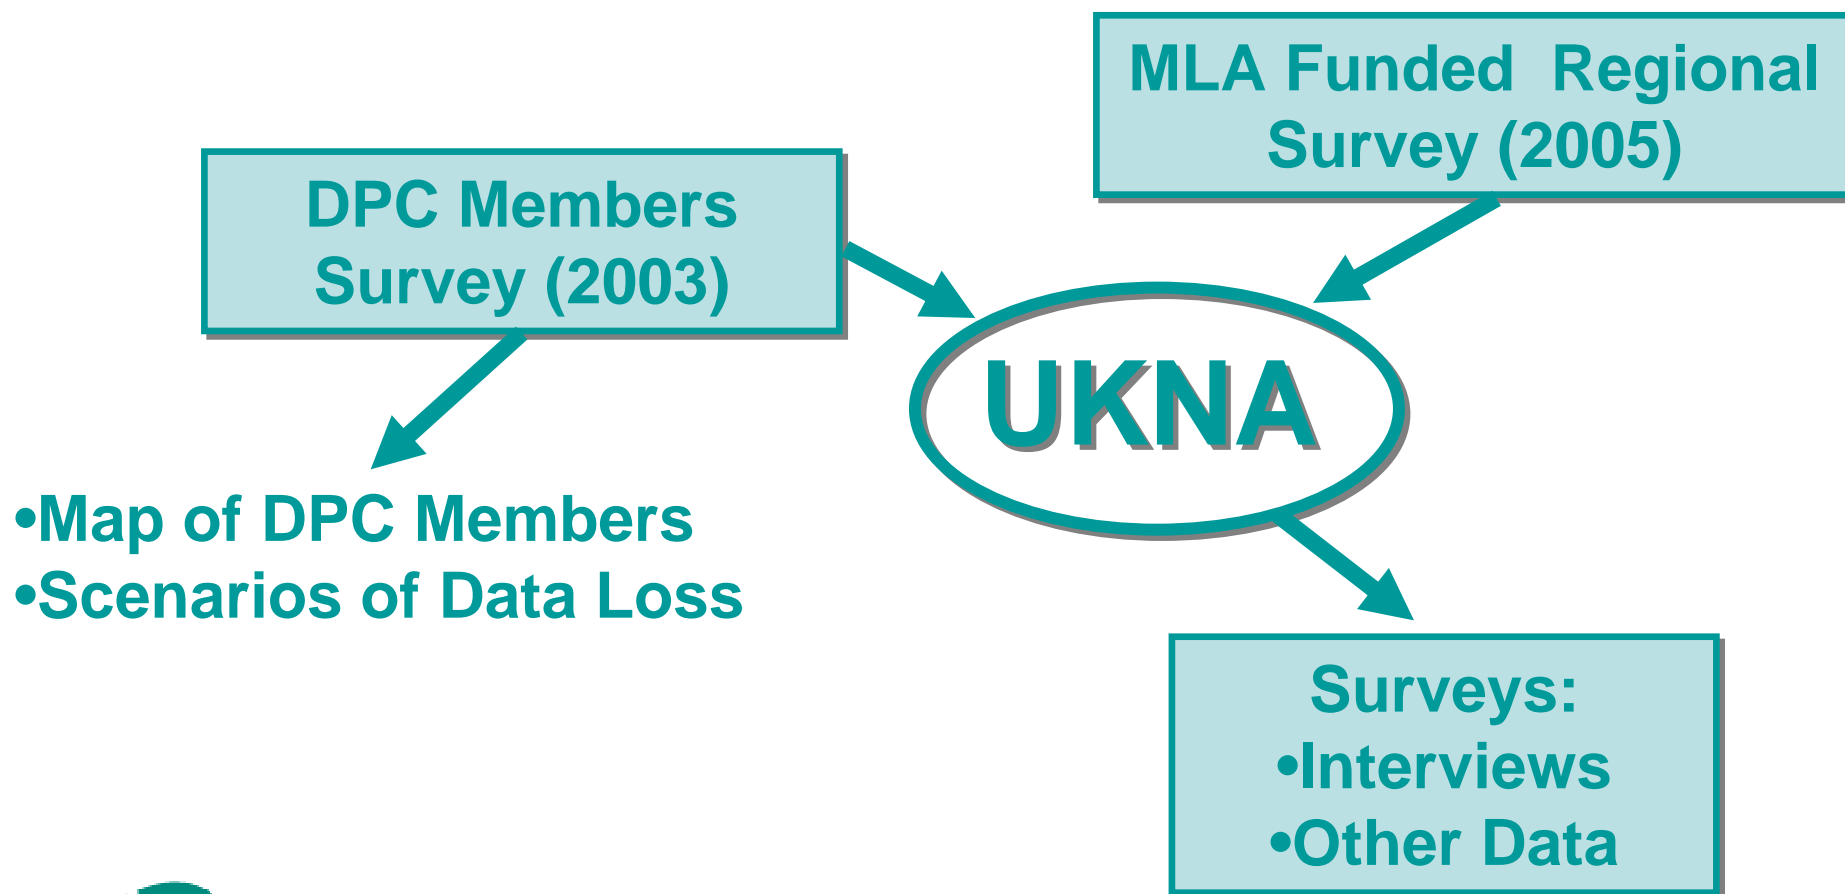 MLA Funded Regional
Survey (2005)
DPC Members
Survey (2003)
UKNA
•Map of DPC Members
•Scenarios of Data Loss
Surveys:
•Interviews
•Other Data